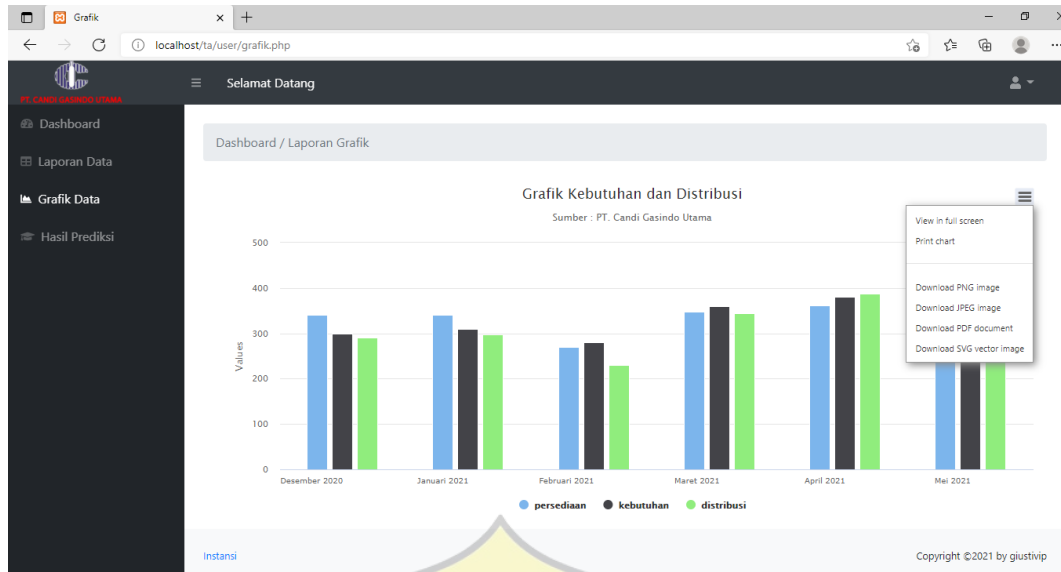 Grafik
localhost/ta/user/grafik.php
PT. CANDI GASINDO UTAMA
Selamat Datang
Dashboard
Laporan Data
Grafik Data
Hasil Prediksi
Dashboard / Laporan Grafik
Grafik Kebutuhan dan Distribusi
Sumber : PT. Candi Gasindo Utama
View in full screen
Print chart
Download PNG image
Download JPEG image
Download PDF document
Download SVG vector image
Values
500
400
300
200
100
0
Desember 2020
Januari 2021
Februari 2021
Maret 2021
April 2021
Mei 2021
persediaan
kebutuhan
distribusi
Instansi
Copyright ©2021 by giustivip